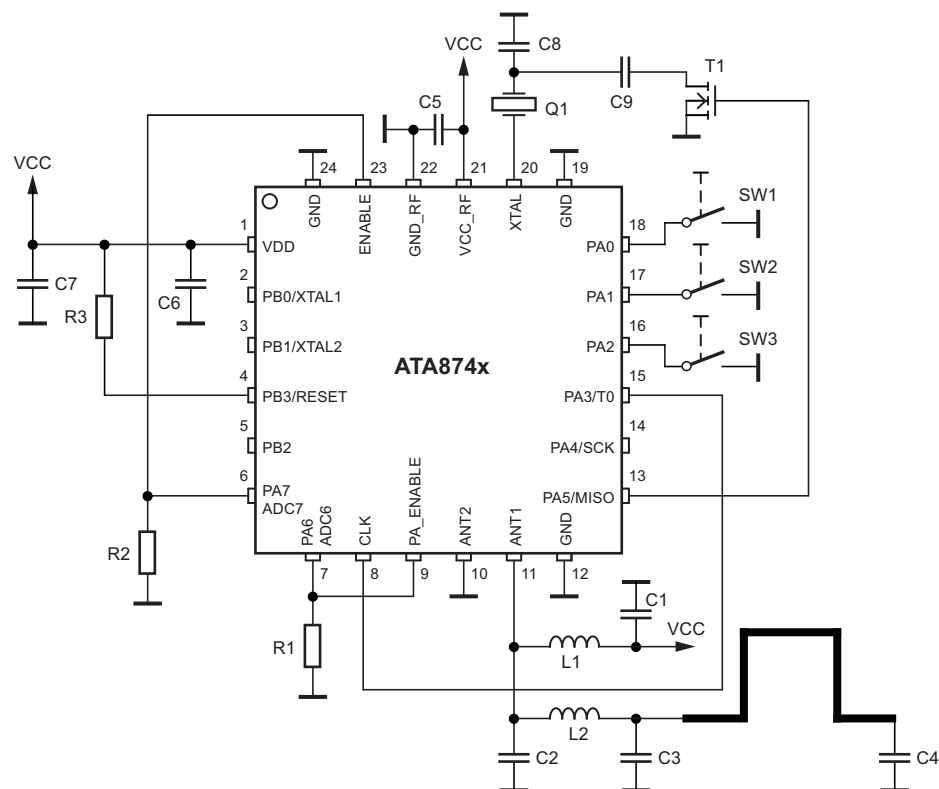 C8
VCC
T1
C9
Q1
C5
24
23
22
21
20
19
VCC
GND
ENABLE
GND_RF
VCC_RF
XTAL
GND
1
VDD
18
PA0
SW1
C7
C6
2
PB0/XTAL1
17
PA1
SW2
R3
3
PB1/XTAL2
16
PA2
SW3
ATA874x
4
PB3/RESET
15
PA3/T0
5
PB2
14
PA4/SCK
6
PA7
ADC7
13
PA5/MISO
PA6
ADC6
CLK
PA_ENABLE
ANT2
ANT1
GND
R2
7
8
9
10
11
12
C1
R1
VCC
L1
L2
C2
C3
C4